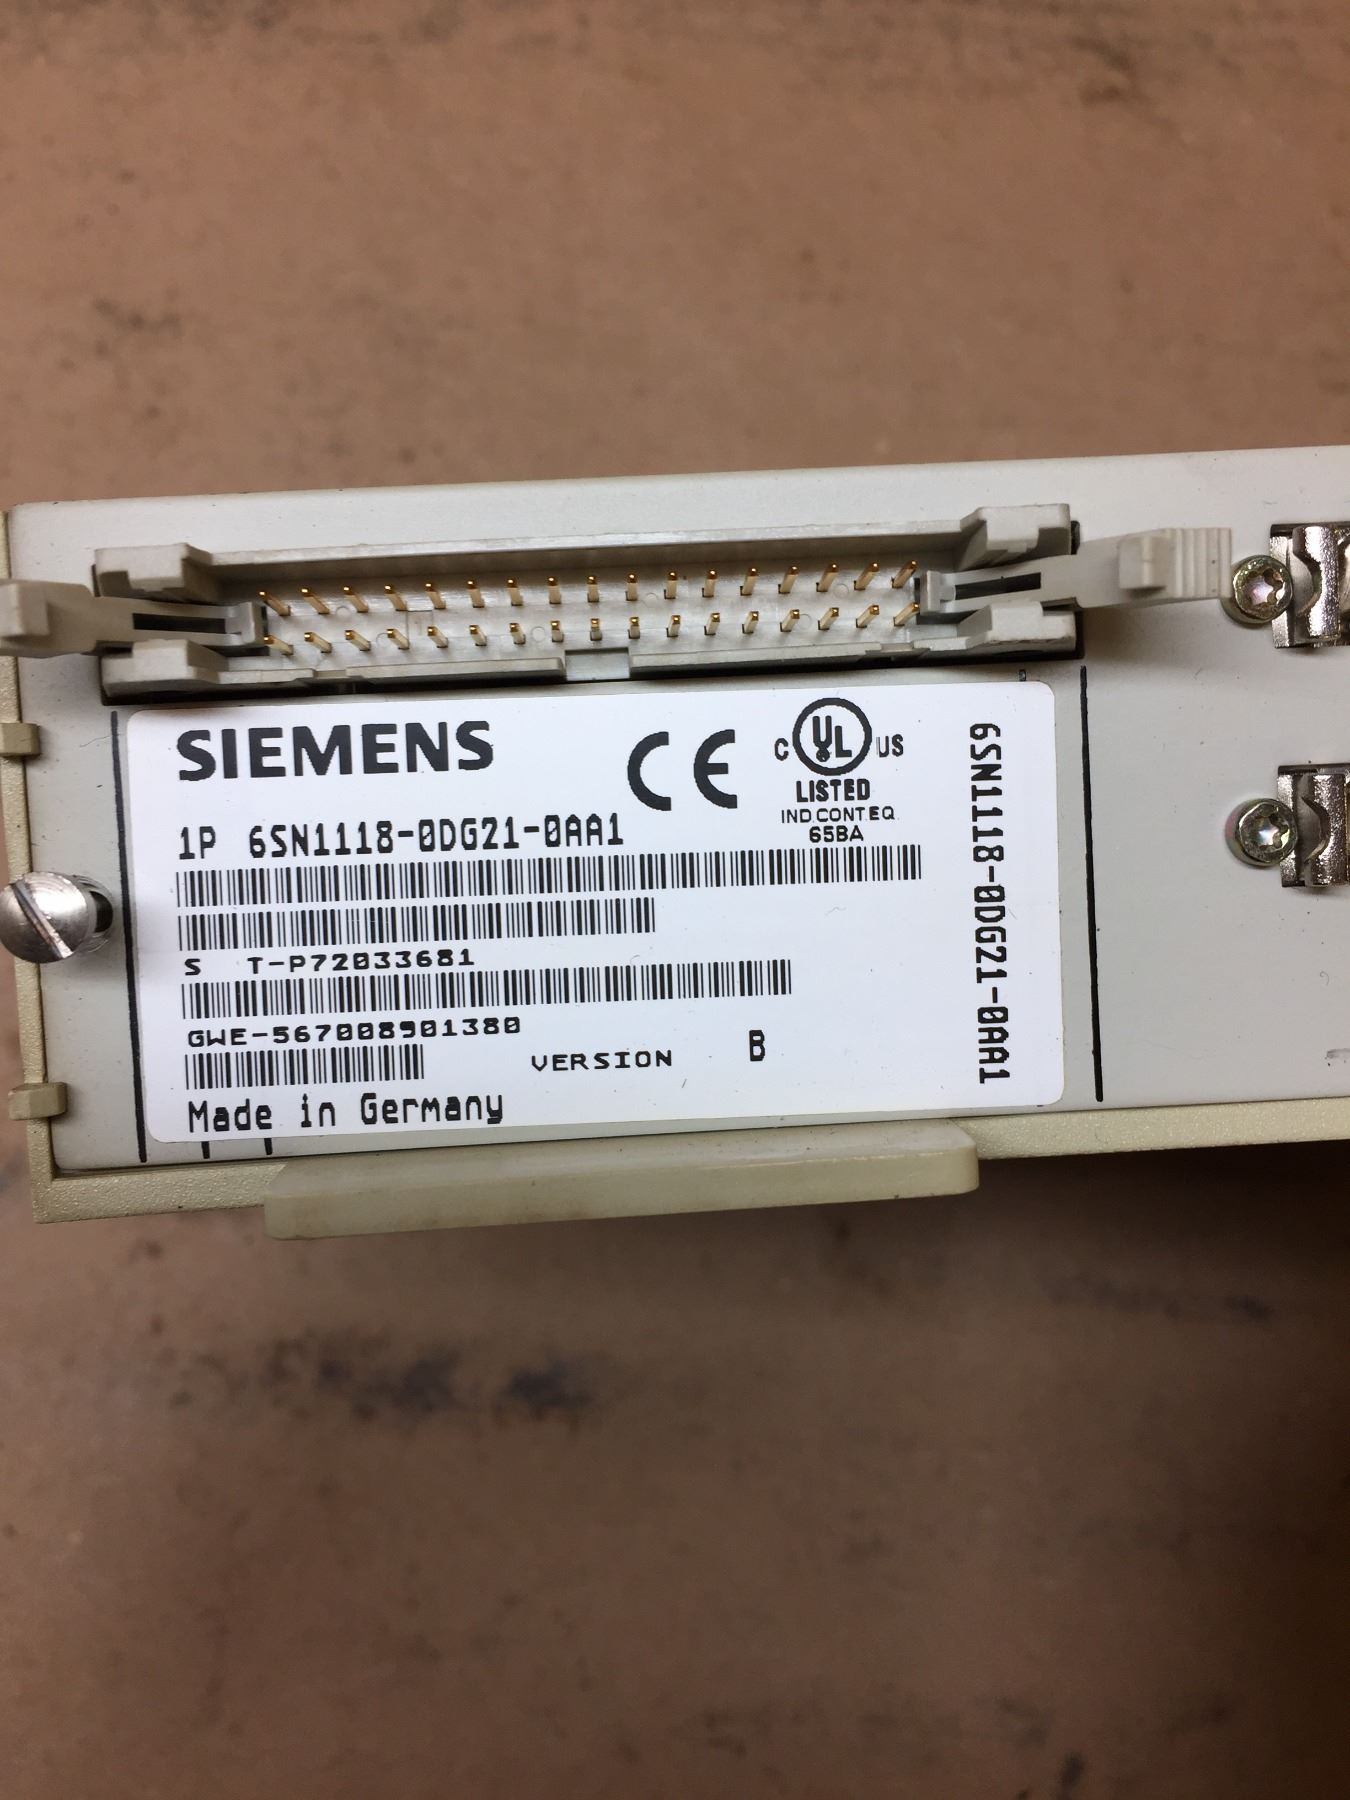 SIEMENS
CE
C UL US
LISTED
IND.CONT.EQ.
65BA
1P 6SN1118-0DG21-0AA1
S T-P72033681
GWE-567008901380
VERSION B
Made in Germany
6SN1118-0DG21-0AA1